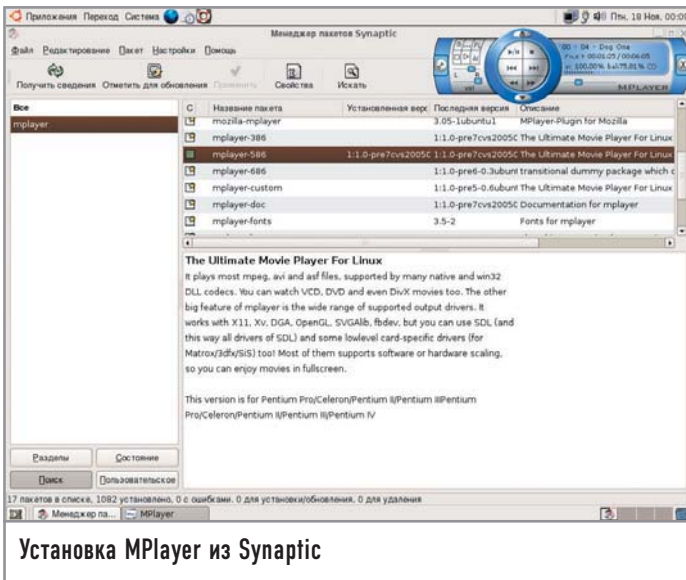 Приложения Переход Система Птн, 18 Ноя, 00:0
Менеджер пакетов Synaptic
Файл Редактирование Пакет Настройки Помощь
Получить сведения Отметить для обновления Применить Свойства Искать
00 - 04 - Dog One
MPLAYER
Все
С Название пакета Установленная верс Последняя версия Описание
mplayer
mozilla-mplayer 3.05-1ubuntu1 MPlayer-Plugin for Mozilla
mplayer-386 1:1.0-pre7cvs2005C The Ultimate Movie Player For Linux
mplayer-586 1:1.0-pre7cvs2005C 1:1.0-pre7cvs2005C The Ultimate Movie Player For Linux
mplayer-686 1:1.0-pre6-0.3ubunt transitional dummy package which c
mplayer-custom 1:1.0-pre5-0.6ubunt The Ultimate Movie Player For Linux
mplayer-doc 1:1.0-pre7cvs2005C Documentation for mplayer
mplayer-fonts 3.5-2 Fonts for mplayer
The Ultimate Movie Player For Linux
It plays most mpeg, avi and asf files, supported by many native and win32
DLL codecs. You can watch VCD, DVD and even DivX movies too. The other
big feature of mplayer is the wide range of supported output drivers. It
works with X11, Xv, DGA, OpenGL, SVGAlib, fbdev, but you can use SDL (and
this way all drivers of SDL) and some lowlevel card-specific drivers (for
Matrox/3dfx/SiS) too! Most of them supports software or hardware scaling,
so you can enjoy movies in fullscreen.
This version is for Pentium Pro/Celeron/Pentium II/Pentium IIIPentium
Pro/Celeron/Pentium II/Pentium III/Pentium IV
Разделы Состояние
Поиск Пользовательское
17 пакетов в списке, 1082 установлено, 0 с ошибками. 0 для установки/обновления, 0 для удаления
Менеджер па... MPlayer
Установка MPlayer из Synaptic